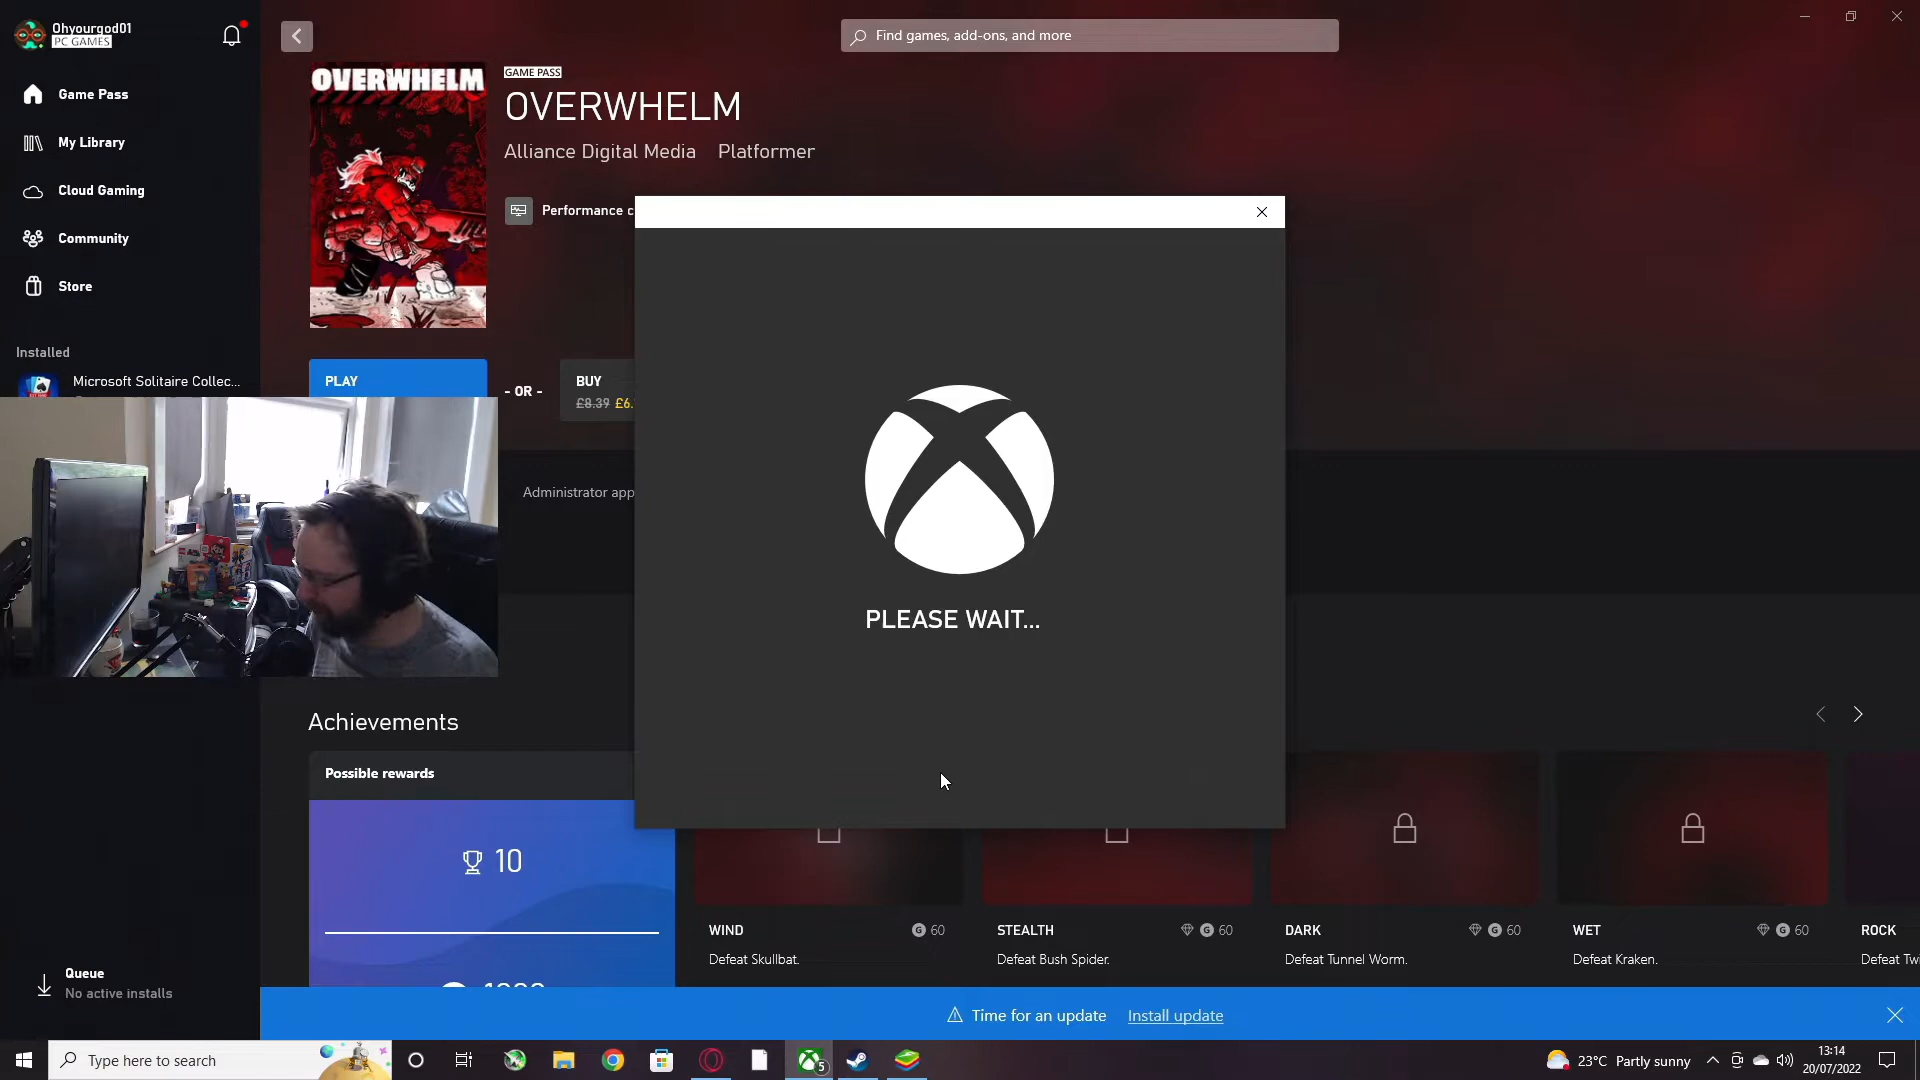 Ohyourgod01
PC GAMES
Find games, add-ons, and more
Game Pass
My Library
Cloud Gaming
Community
Store
Installed
Microsoft Solitaire Collec...
OVERWHELM
GAME PASS
OVERWHELM
Alliance Digital Media Platformer
Performance c
PLAY
- OR -
BUY
£8.39 £6.
Administrator app
PLEASE WAIT...
Achievements
Possible rewards
10
WIND 60
Defeat Skullbat.
STEALTH 60
Defeat Bush Spider.
DARK 60
Defeat Tunnel Worm.
WET 60
Defeat Kraken.
ROCK
Defeat Tw
Queue
No active installs
Time for an update Install update
Type here to search
5
23°C Partly sunny
13:14
20/07/2022